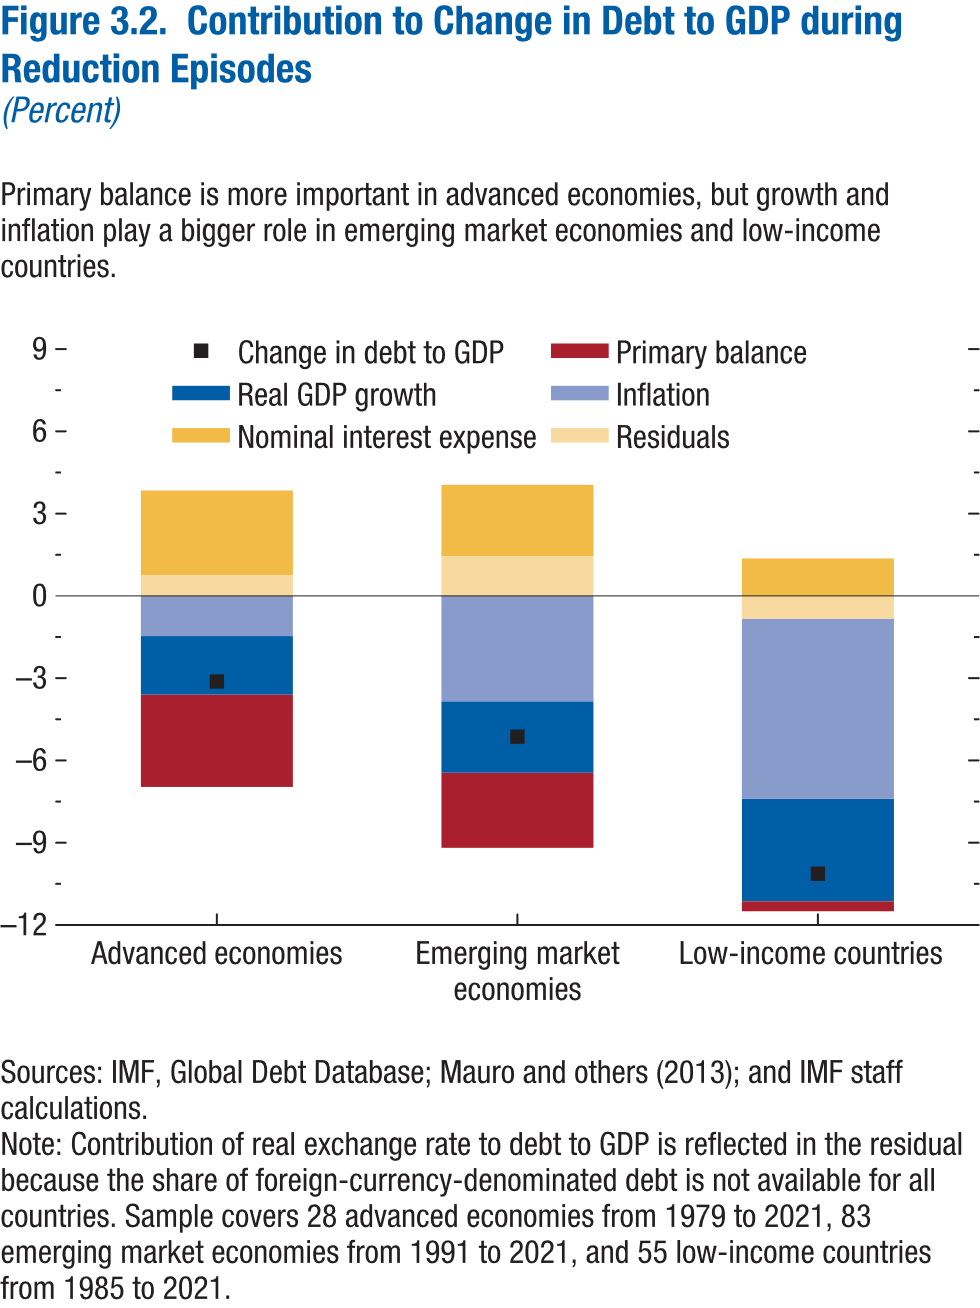 Figure 3.2.  Contribution to Change in Debt to GDP during
Reduction Episodes
(Percent)
Primary balance is more important in advanced economies, but growth and
inflation play a bigger role in emerging market economies and low-income
countries.
9
Change in debt to GDP
Primary balance
Real GDP growth
Inflation
6
Nominal interest expense
Residuals
3
0
–3
–6
–9
–12
Advanced economies
Emerging market
economies
Low-income countries
Sources: IMF, Global Debt Database; Mauro and others (2013); and IMF staff
calculations.
Note: Contribution of real exchange rate to debt to GDP is reflected in the residual
because the share of foreign-currency-denominated debt is not available for all
countries. Sample covers 28 advanced economies from 1979 to 2021, 83
emerging market economies from 1991 to 2021, and 55 low-income countries
from 1985 to 2021.